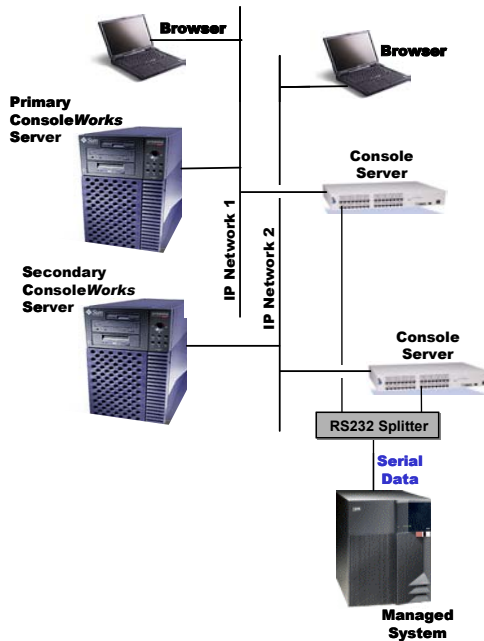 Browser
Browser
Primary
ConsoleWorks
Server
Console
Server
IP Network 1
IP Network 2
Secondary
ConsoleWorks
Server
Console
Server
RS232 Splitter
Serial
Data
Managed
System